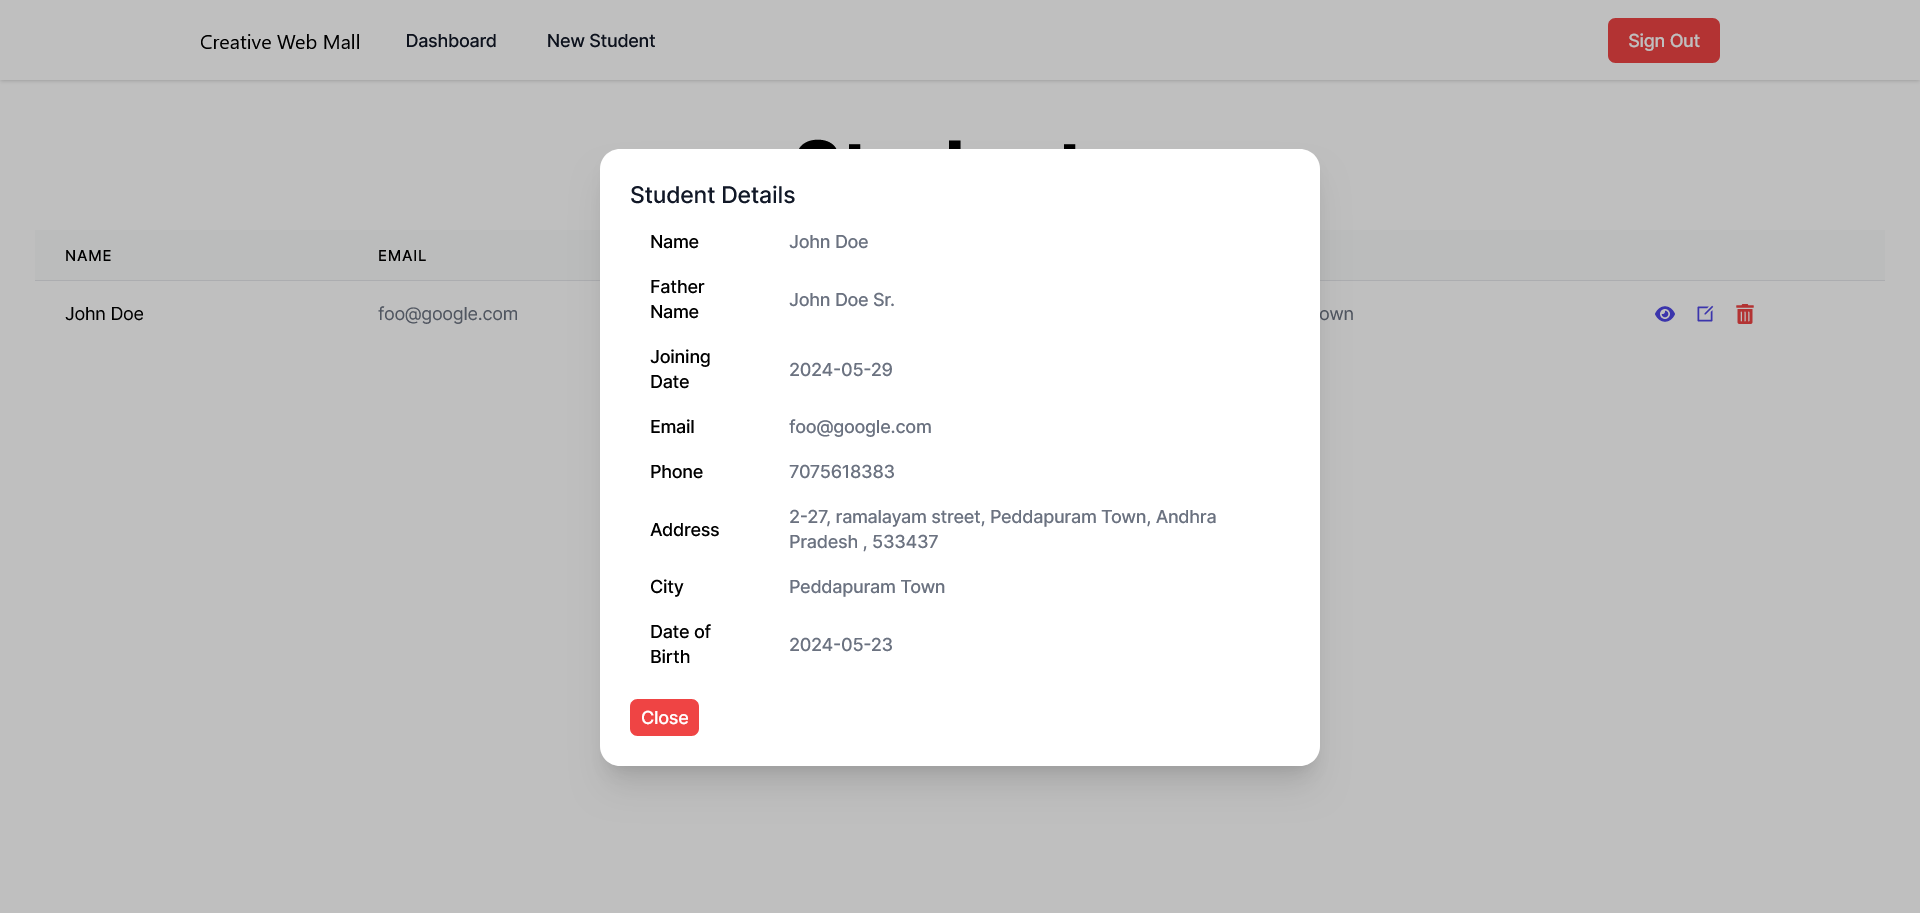 Creative Web Mall Dashboard New Student Sign Out
Student Details
NAME EMAIL
John Doe foo@google.com own
Name John Doe
Father
Name
John Doe Sr.
Joining
Date
2024-05-29
Email foo@google.com
Phone 7075618383
Address
2-27, ramalayam street, Peddapuram Town, Andhra
Pradesh , 533437
City Peddapuram Town
Date of
Birth
2024-05-23
Close